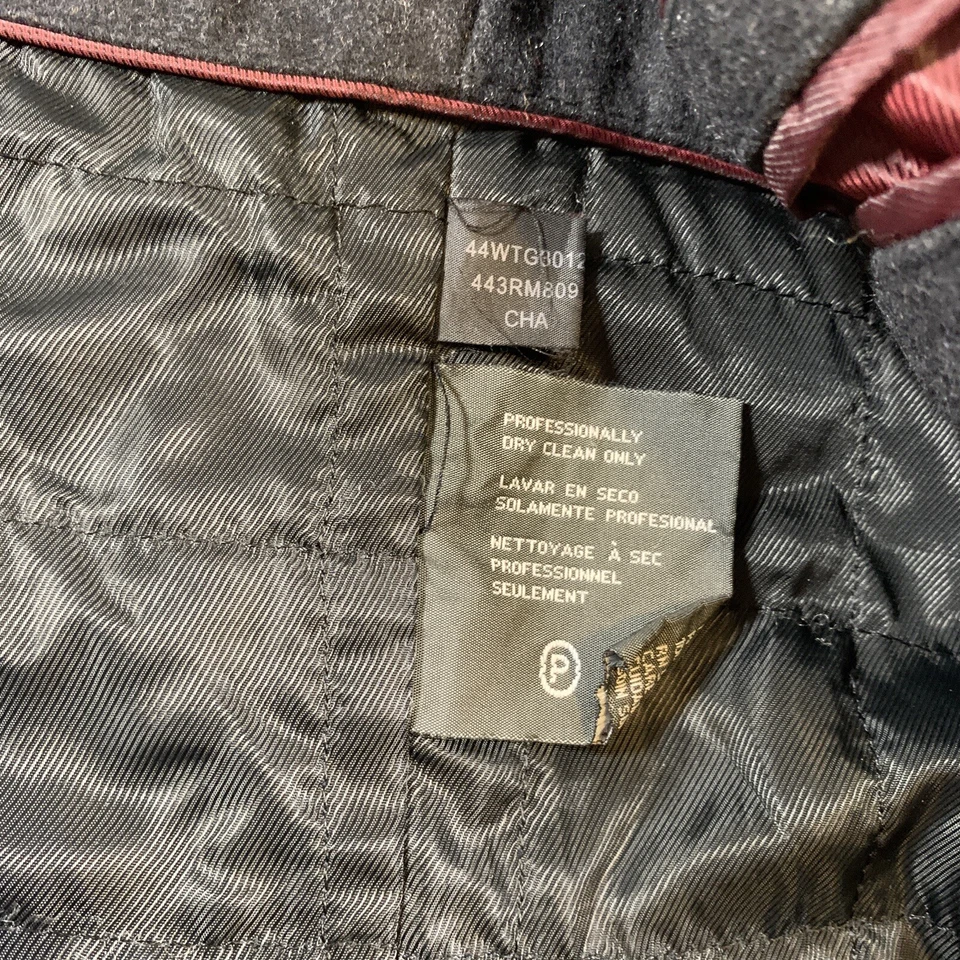 44WTG8012
443RM809
CHA
PROFESSIONALLY
DRY CLEAN ONLY
LAVAR EN SECO
SOLAMENTE PROFESIONAL
NETTOYAGE À SEC
PROFESSIONNEL
SEULEMENT
P